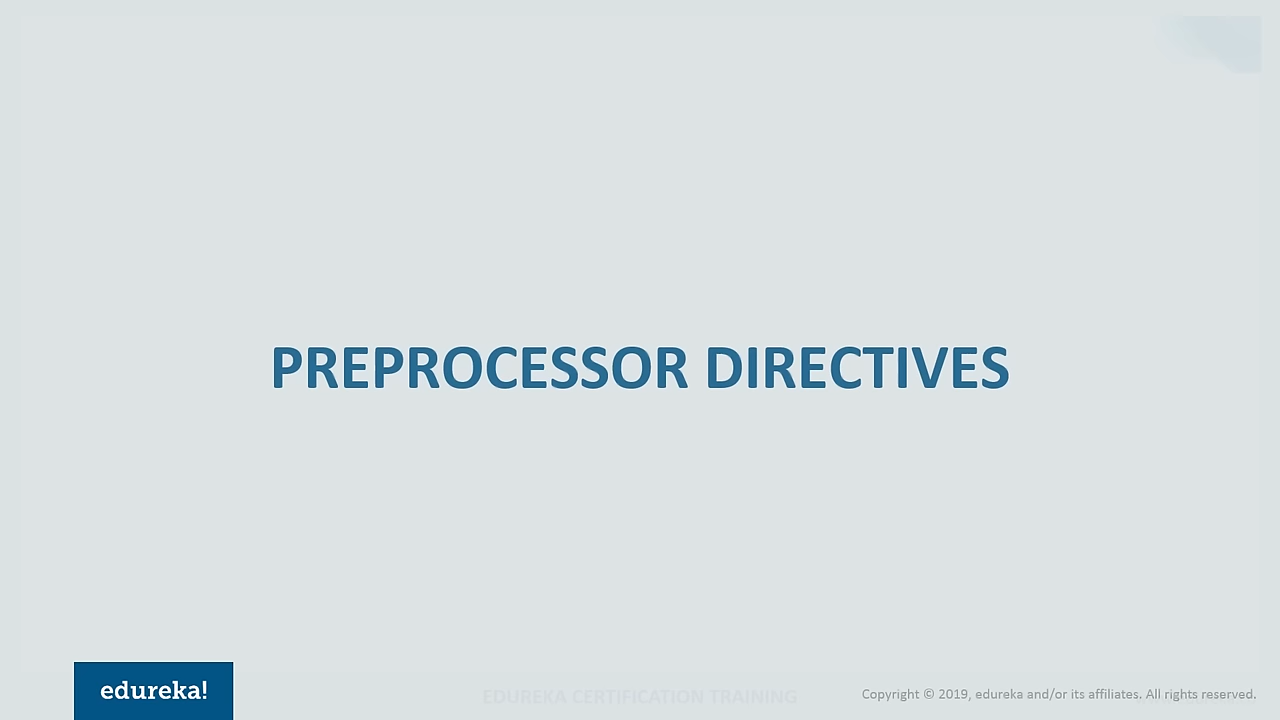 PREPROCESSOR DIRECTIVES
edureka!
EDUREKA CERTIFICATION TRAINING
Copyright © 2019, edureka and/or its affiliates. All rights reserved.